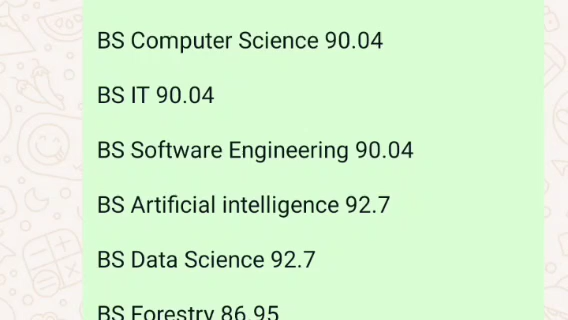 BS Computer Science 90.04
BS IT 90.04
BS Software Engineering 90.04
BS Artificial intelligence 92.7
BS Data Science 92.7
BS Forestry 86.95